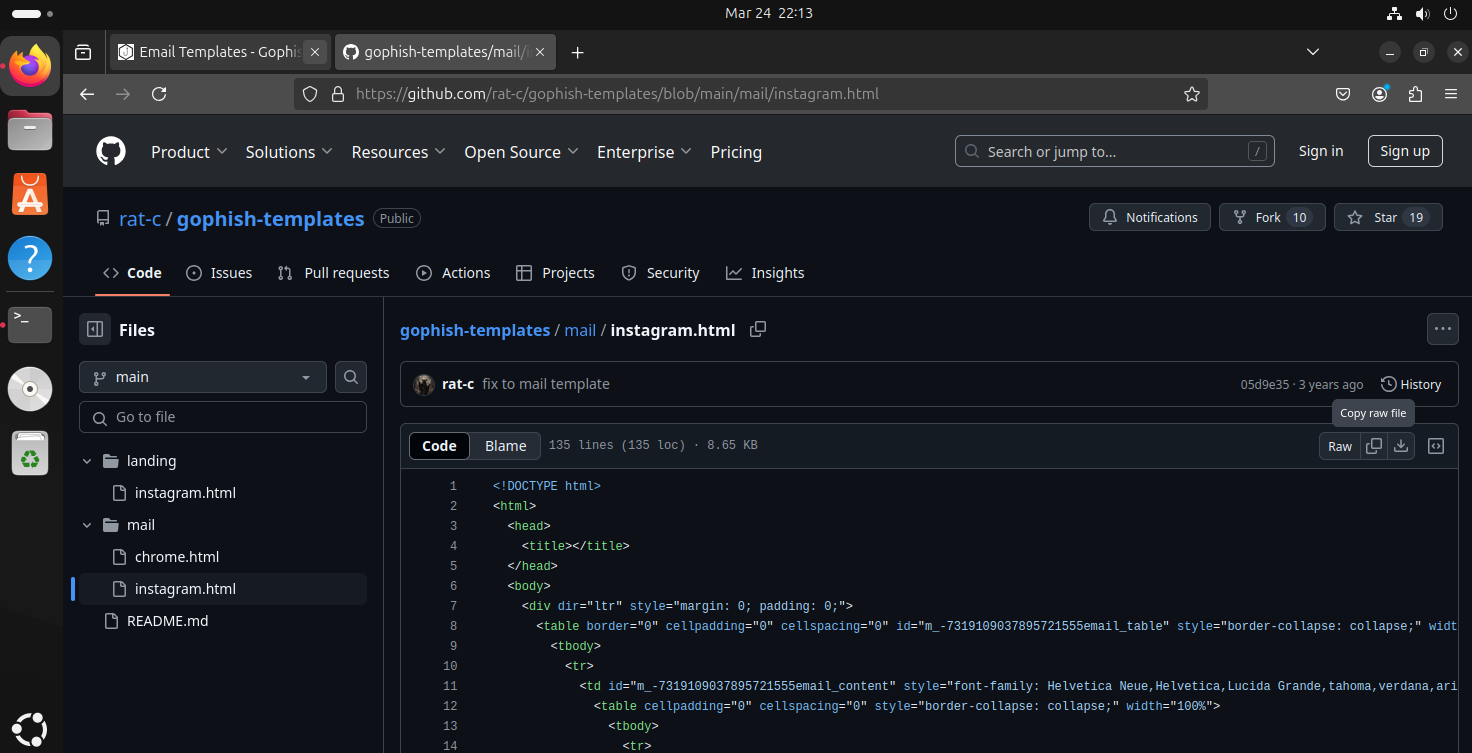 Mar 24 22:13
Email Templates - Gophis
gophish-templates/mail/i
https://github.com/rat-c/gophish-templates/blob/main/mail/instagram.html
Product Solutions Resources Open Source Enterprise Pricing
Search or jump to...
/
Sign in
Sign up
rat-c / gophish-templates Public
Notifications
Fork 10
Star 19
Code Issues Pull requests Actions Projects Security Insights
Files
main
Go to file
landing
instagram.html
mail
chrome.html
instagram.html
README.md
gophish-templates / mail / instagram.html
rat-c fix to mail template
05d9e35 · 3 years ago
History
Copy raw file
Code Blame 135 lines (135 loc) · 8.65 KB
Raw
1 <!DOCTYPE html>
2 <html>
3 <head>
4 <title></title>
5 </head>
6 <body>
7 <div dir="ltr" style="margin: 0; padding: 0;">
8 <table border="0" cellpadding="0" cellspacing="0" id="m_-7319109037895721555email_table" style="border-collapse: collapse;" widt
9 <tbody>
10 <tr>
11 <td id="m_-7319109037895721555email_content" style="font-family: Helvetica Neue,Helvetica,Lucida Grande,tahoma,verdana,ari
12 <table cellpadding="0" cellspacing="0" style="border-collapse: collapse;" width="100%">
13 <tbody>
14 <tr>